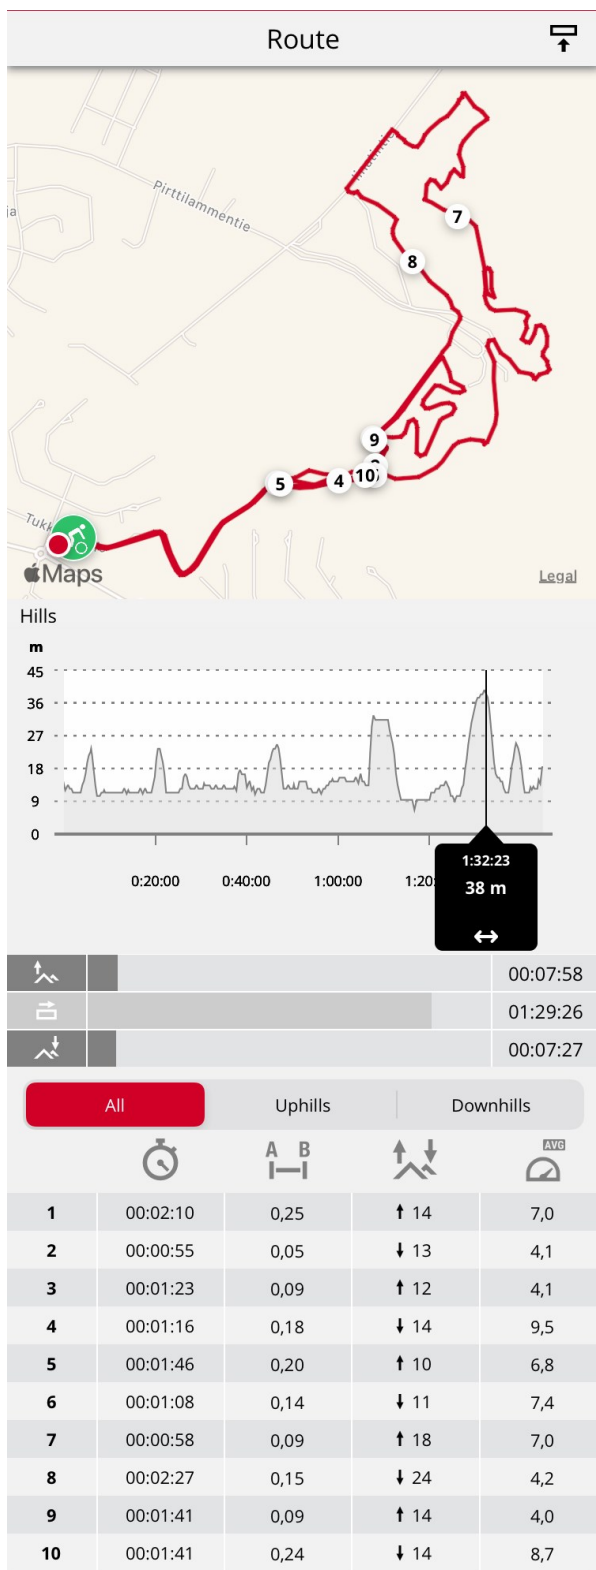 Route
Pirttilammentie
ja
7
8
9
10
4
5
Tukk
Maps
Legal
Hills
m
45
36
27
18
9
0
0:20:00 0:40:00 1:00:00 1:20:
1:32:23
38 m
00:07:58
01:29:26
00:07:27
All Uphills Downhills
A B AVG
1 00:02:10 0,25 14 7,0
2 00:00:55 0,05 13 4,1
3 00:01:23 0,09 12 4,1
4 00:01:16 0,18 14 9,5
5 00:01:46 0,20 10 6,8
6 00:01:08 0,14 11 7,4
7 00:00:58 0,09 18 7,0
8 00:02:27 0,15 24 4,2
9 00:01:41 0,09 14 4,0
10 00:01:41 0,24 14 8,7